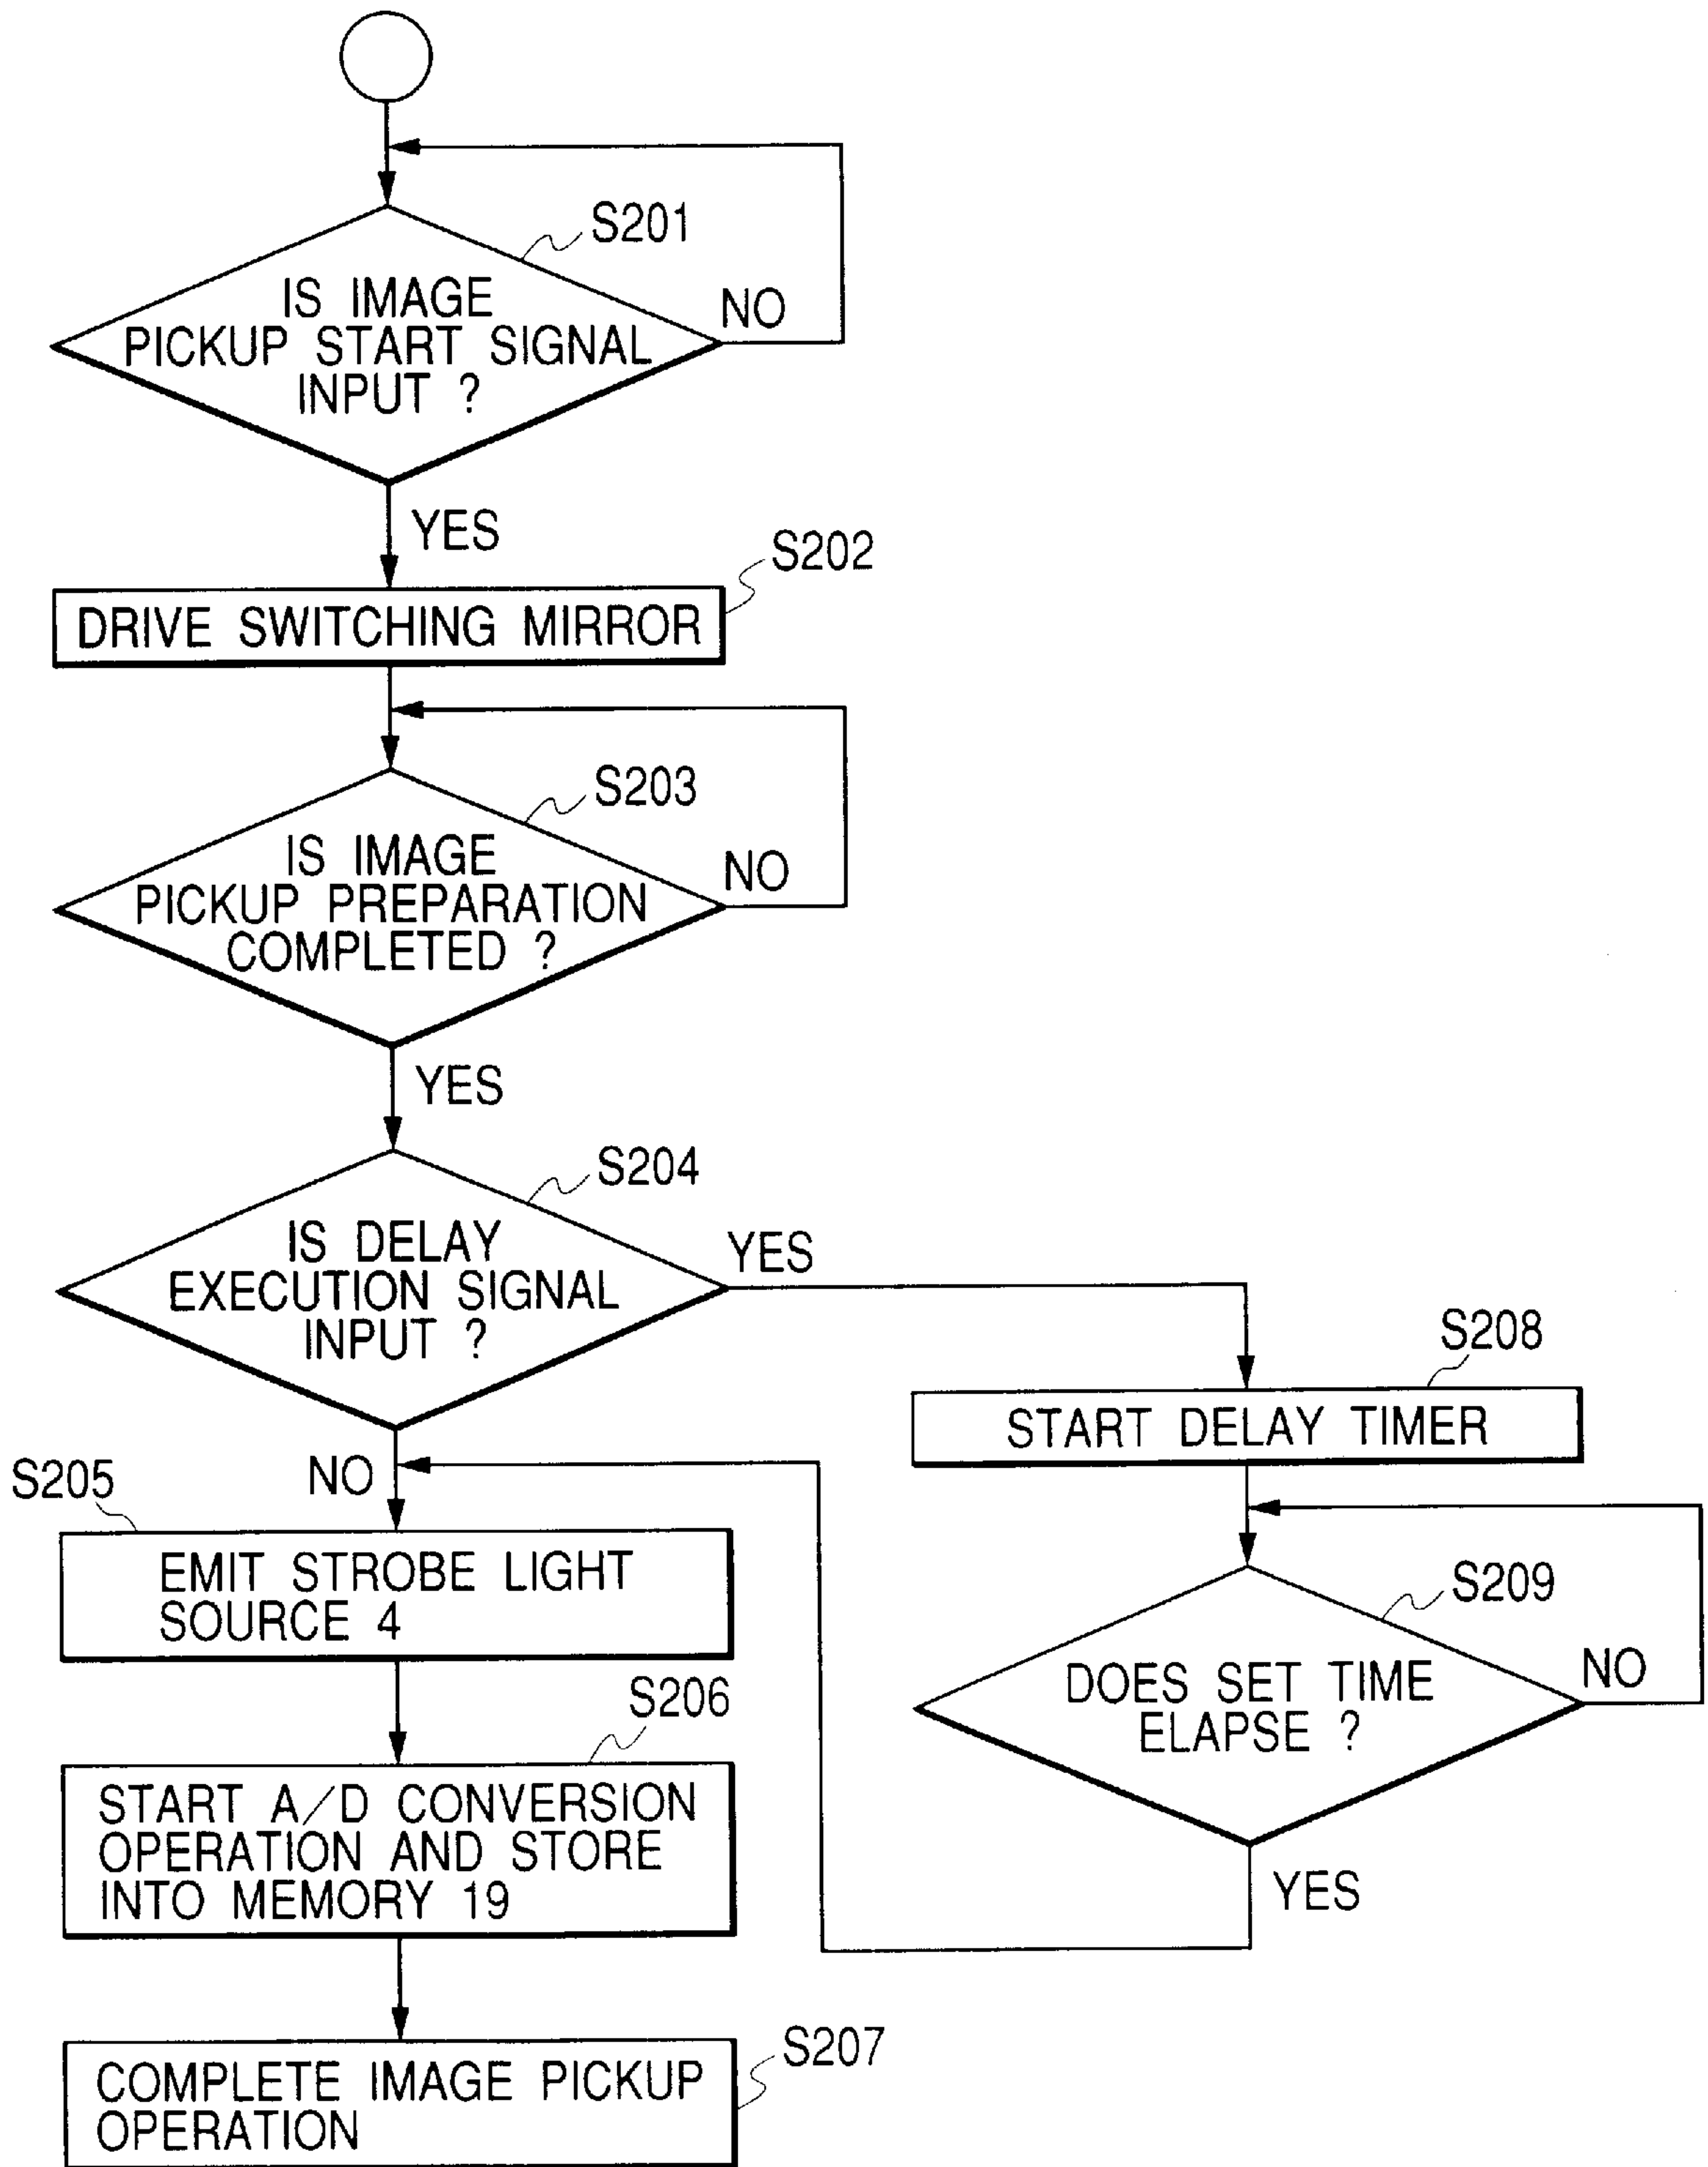 S201
IS IMAGE
PICKUP START SIGNAL
INPUT ?
NO
YES
S202
DRIVE SWITCHING MIRROR
S203
IS IMAGE
PICKUP PREPARATION
COMPLETED ?
NO
YES
S204
IS DELAY
EXECUTION SIGNAL
INPUT ?
YES
NO
S208
START DELAY TIMER
S209
DOES SET TIME
ELAPSE ?
NO
YES
S205
EMIT STROBE LIGHT
SOURCE 4
S206
START A/D CONVERSION
OPERATION AND STORE
INTO MEMORY 19
S207
COMPLETE IMAGE PICKUP
OPERATION